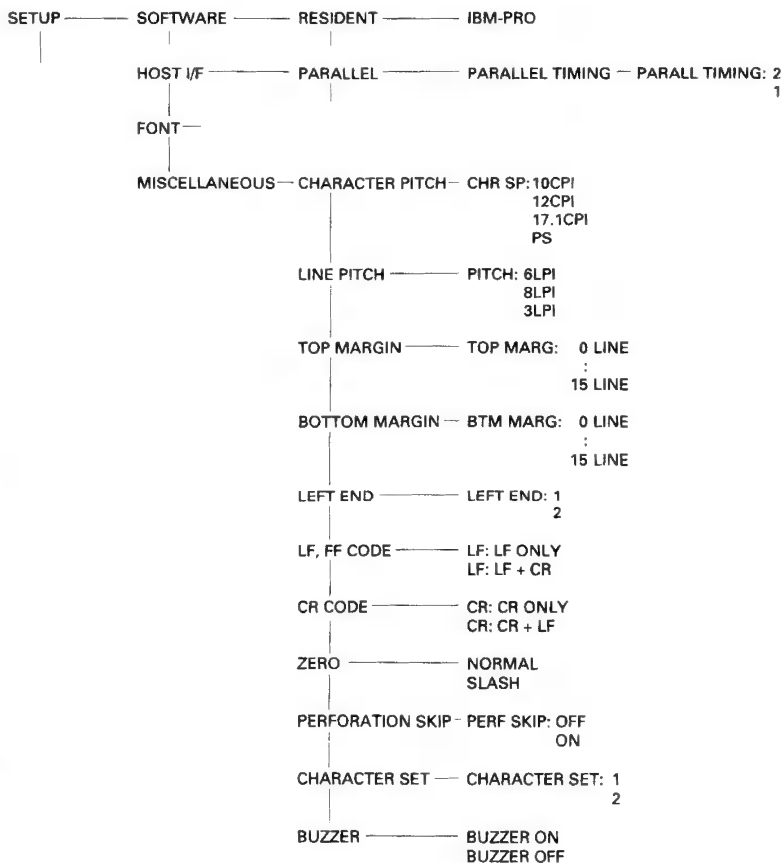 SETUP SOFTWARE RESIDENT IBM-PRO
HOST I/F PARALLEL PARALLEL TIMING PARALL TIMING: 2
1
FONT
MISCELLANEOUS CHARACTER PITCH CHR SP: 10CPI
12CPI
17.1CPI
PS
LINE PITCH PITCH: 6LPI
8LPI
3LPI
TOP MARGIN TOP MARG: 0 LINE
:
15 LINE
BOTTOM MARGIN BTM MARG: 0 LINE
:
15 LINE
LEFT END LEFT END: 1
2
LF, FF CODE LF: LF ONLY
LF: LF + CR
CR CODE CR: CR ONLY
CR: CR + LF
ZERO NORMAL
SLASH
PERFORATION SKIP PERF SKIP: OFF
ON
CHARACTER SET CHARACTER SET: 1
2
BUZZER BUZZER ON
BUZZER OFF